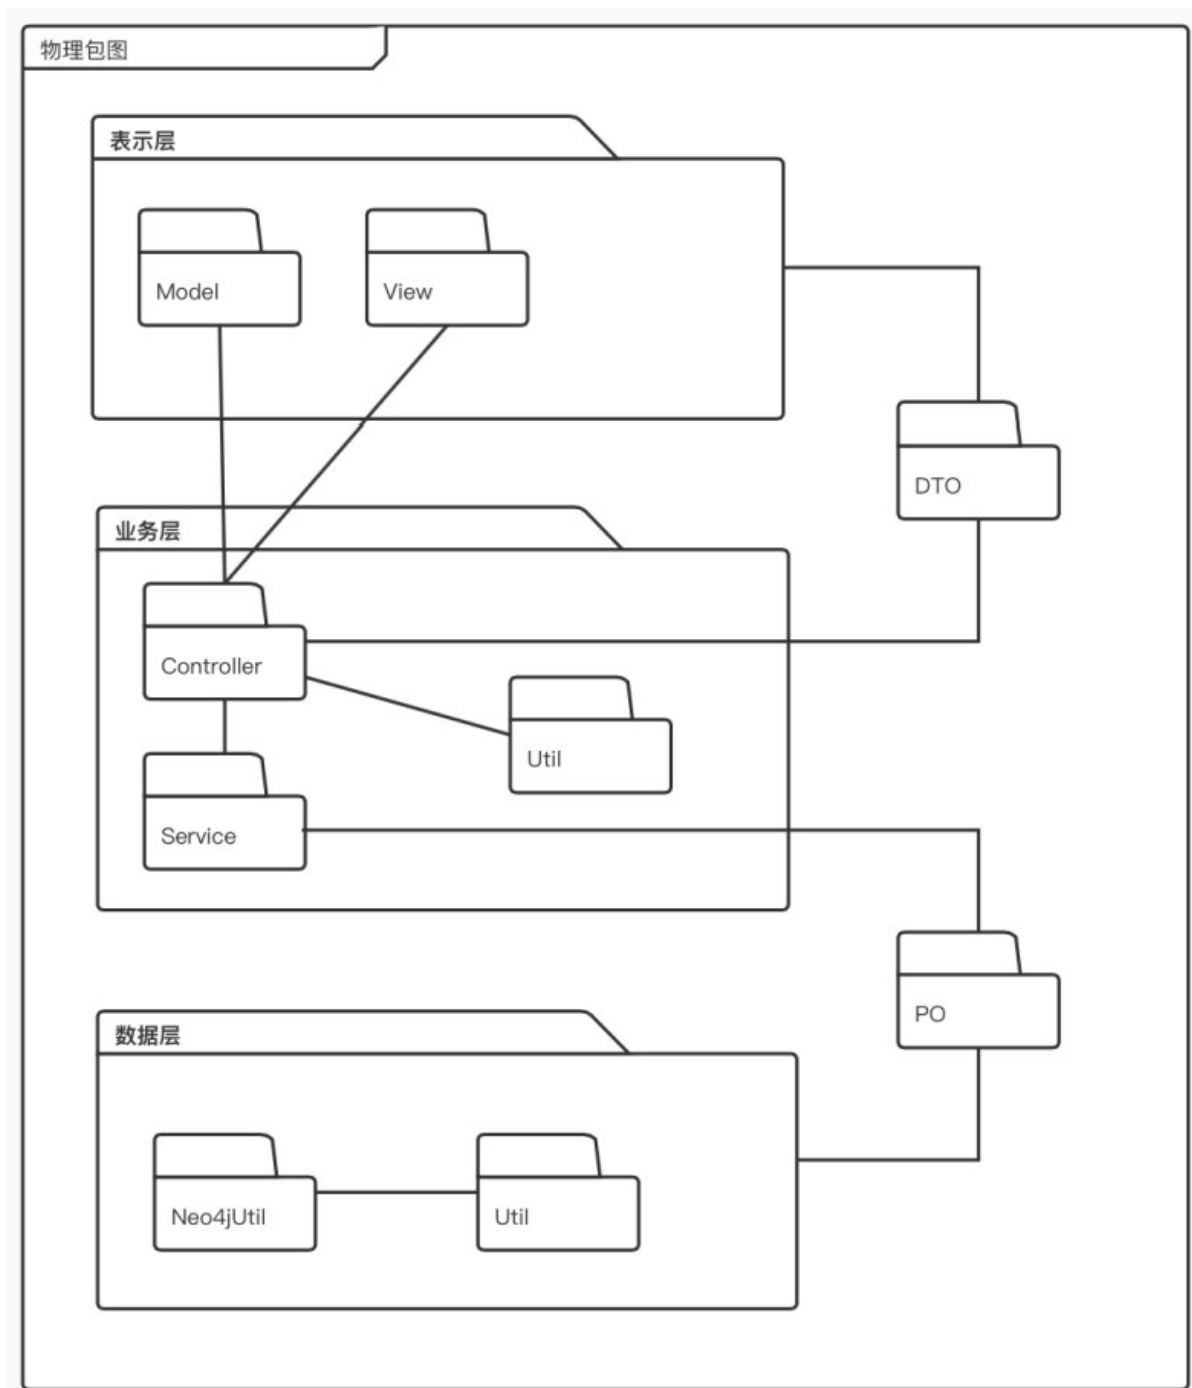 物理包图
表示层
Model
View
DTO
业务层
Controller
Util
Service
PO
数据层
Neo4jUtil
Util